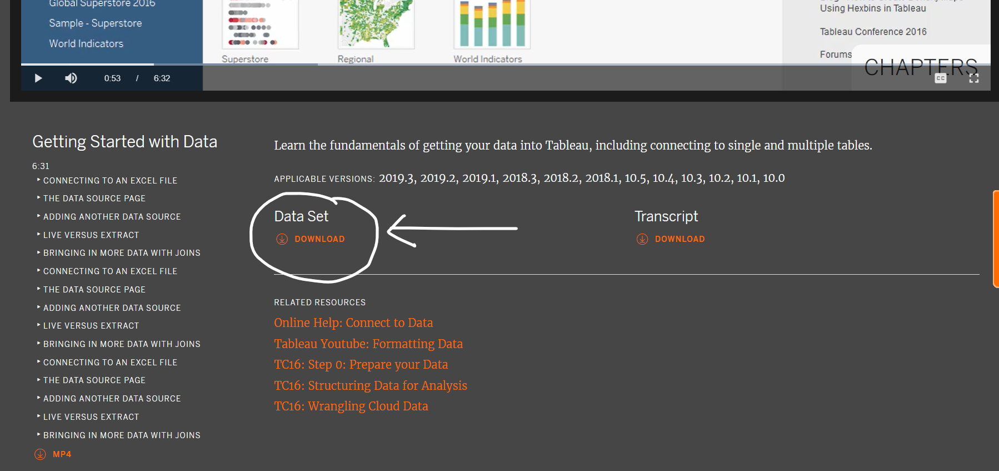 Global Superstore 2016
Sample - Superstore
World Indicators
Superstore
Regional
World Indicators
Using Hexbins in Tableau
Tableau Conference 2016
Forums
CHAPTERS
0:53 / 6:32
CC
Getting Started with Data
6:31
CONNECTING TO AN EXCEL FILE
THE DATA SOURCE PAGE
ADDING ANOTHER DATA SOURCE
LIVE VERSUS EXTRACT
BRINGING IN MORE DATA WITH JOINS
CONNECTING TO AN EXCEL FILE
THE DATA SOURCE PAGE
ADDING ANOTHER DATA SOURCE
LIVE VERSUS EXTRACT
BRINGING IN MORE DATA WITH JOINS
CONNECTING TO AN EXCEL FILE
THE DATA SOURCE PAGE
ADDING ANOTHER DATA SOURCE
LIVE VERSUS EXTRACT
BRINGING IN MORE DATA WITH JOINS
MP4
Learn the fundamentals of getting your data into Tableau, including connecting to single and multiple tables.
APPLICABLE VERSIONS: 2019.3, 2019.2, 2019.1, 2018.3, 2018.2, 2018.1, 10.5, 10.4, 10.3, 10.2, 10.1, 10.0
Data Set
DOWNLOAD
Transcript
DOWNLOAD
RELATED RESOURCES
Online Help: Connect to Data
Tableau Youtube: Formatting Data
TC16: Step 0: Prepare your Data
TC16: Structuring Data for Analysis
TC16: Wrangling Cloud Data